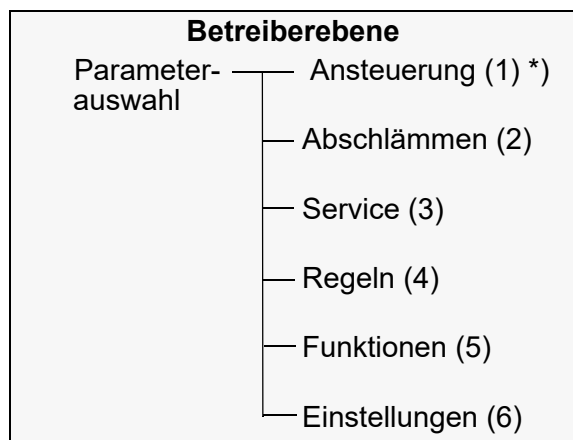 Betreiberebene
Parameter-
auswahl
Ansteuerung (1) *)
Abschlämmen (2)
Service (3)
Regeln (4)
Funktionen (5)
Einstellungen (6)